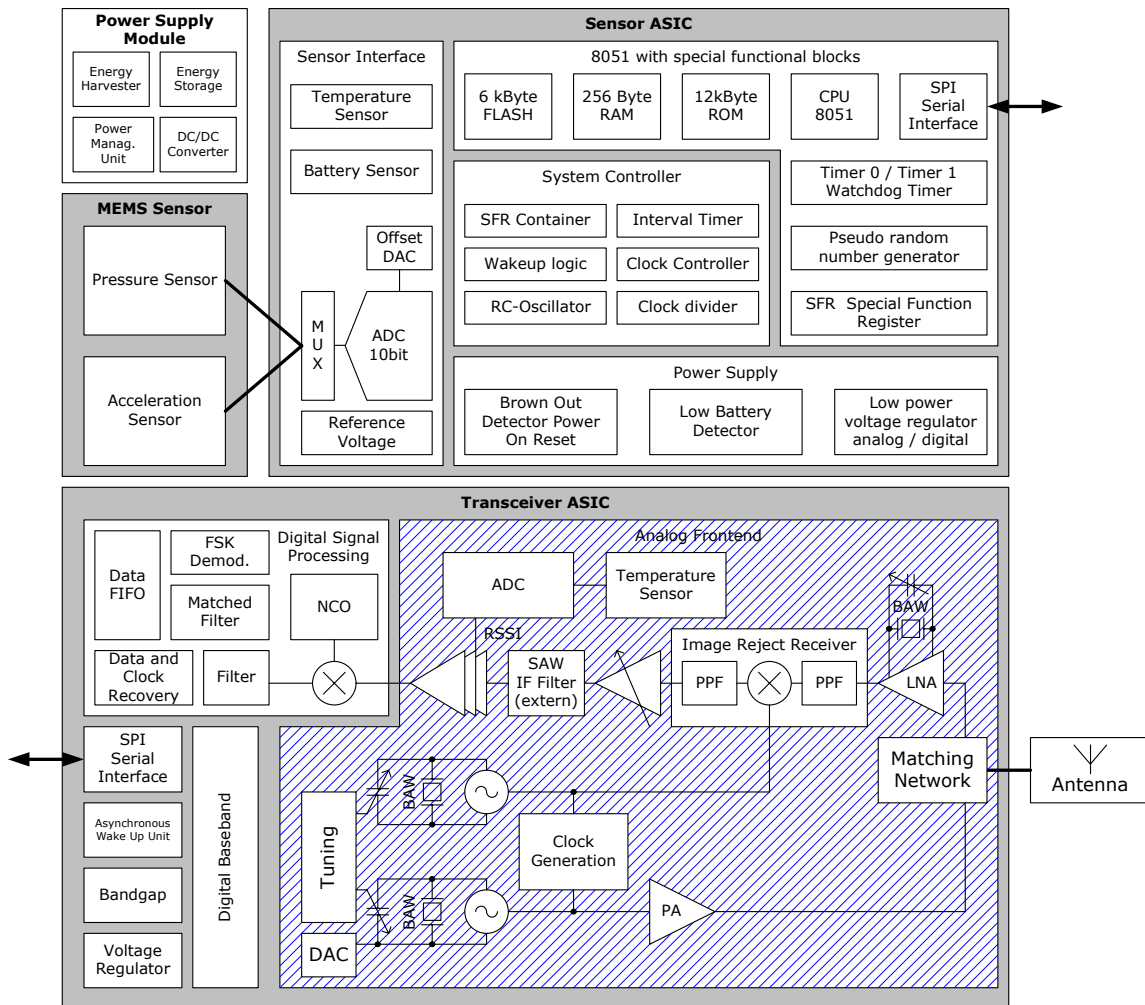 Power Supply
Module
Energy
Harvester
Energy
Storage
Power
Manag.
Unit
DC/DC
Converter
MEMS Sensor
Pressure Sensor
Acceleration
Sensor
Sensor ASIC
Sensor Interface
Temperature
Sensor
Battery Sensor
Offset
DAC
M
U
X
ADC
10bit
Reference
Voltage
8051 with special functional blocks
6 kByte
FLASH
256 Byte
RAM
12kByte
ROM
CPU
8051
SPI
Serial
Interface
Timer 0 / Timer 1
Watchdog Timer
Pseudo random
number generator
SFR Special Function
Register
System Controller
SFR Container
Interval Timer
Wakeup logic
Clock Controller
RC-Oscillator
Clock divider
Power Supply
Brown Out
Detector Power
On Reset
Low Battery
Detector
Low power
voltage regulator
analog / digital
Transceiver ASIC
Data
FIFO
FSK
Demod.
Matched
Filter
Digital Signal
Processing
NCO
Data and
Clock
Recovery
Filter
Analog Frontend
ADC
Temperature
Sensor
RSSI
SAW
IF Filter
(extern)
Image Reject Receiver
PPF
PPF
BAW
LNA
Matching
Network
Antenna
SPI
Serial
Interface
Asynchronous
Wake Up Unit
Bandgap
Voltage
Regulator
Digital Baseband
Tuning
DAC
BAW
BAW
Clock
Generation
PA